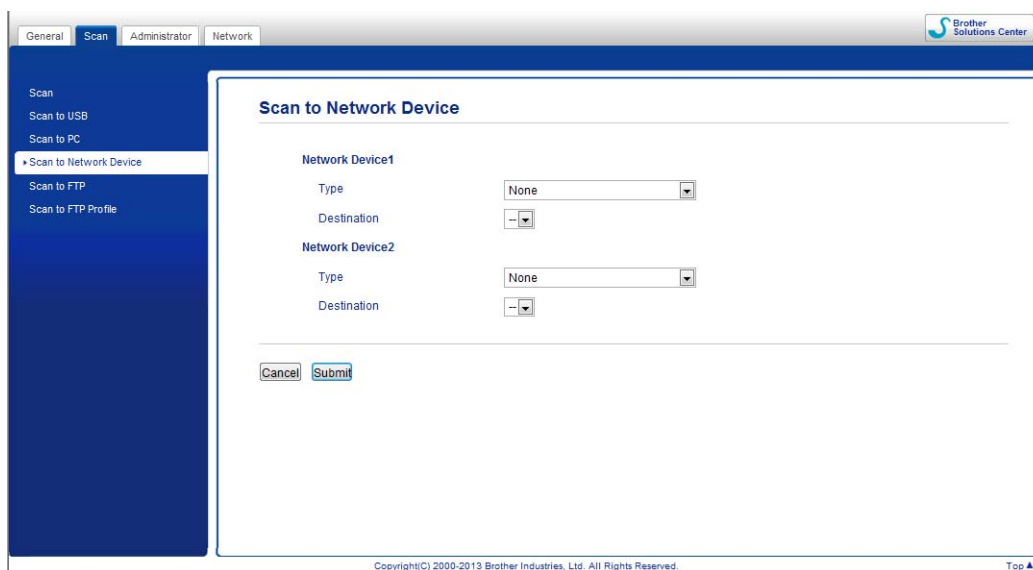 General Scan Administrator Network
Brother
Solutions Center
Scan
Scan to USB
Scan to PC
Scan to Network Device
Scan to FTP
Scan to FTP Profile
Scan to Network Device
Network Device1
Type None
Destination --
Network Device2
Type None
Destination --
Cancel Submit
Copyright(C) 2000-2013 Brother Industries, Ltd. All Rights Reserved. Top▲